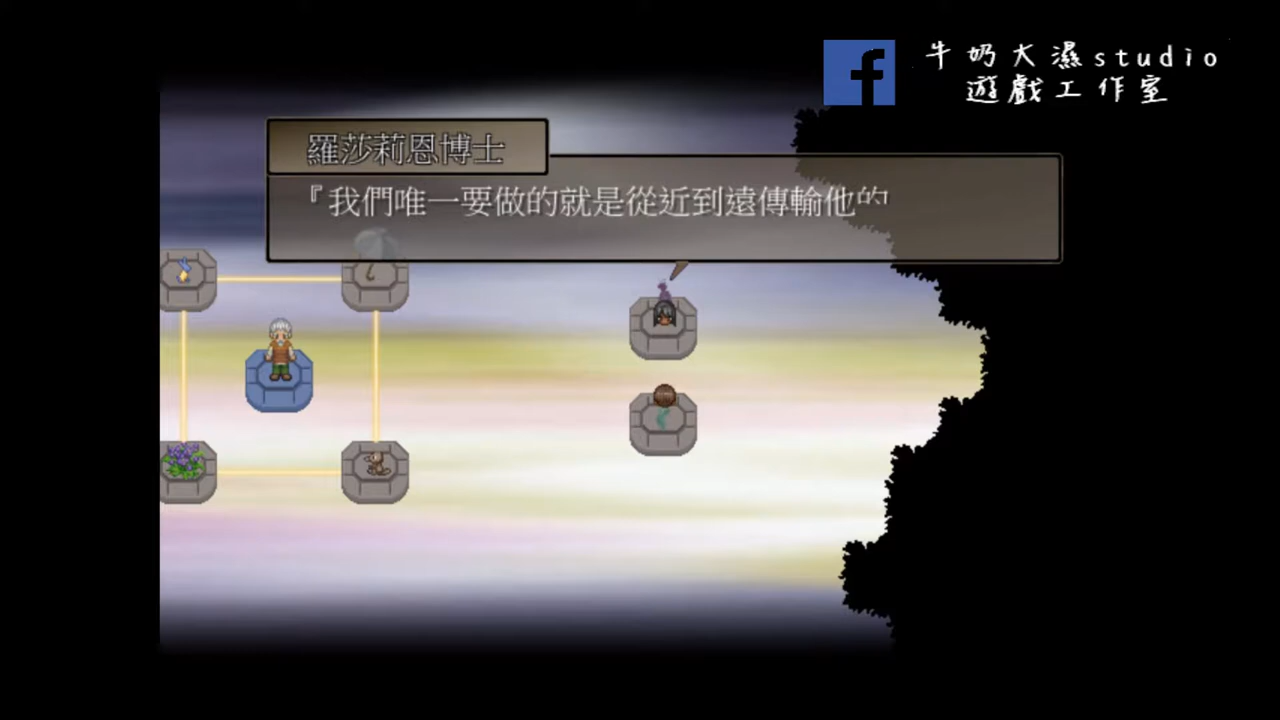 牛奶大濕studio
遊戲工作室
羅莎莉恩博士
『我們唯一要做的就是從近到遠傳輸他的